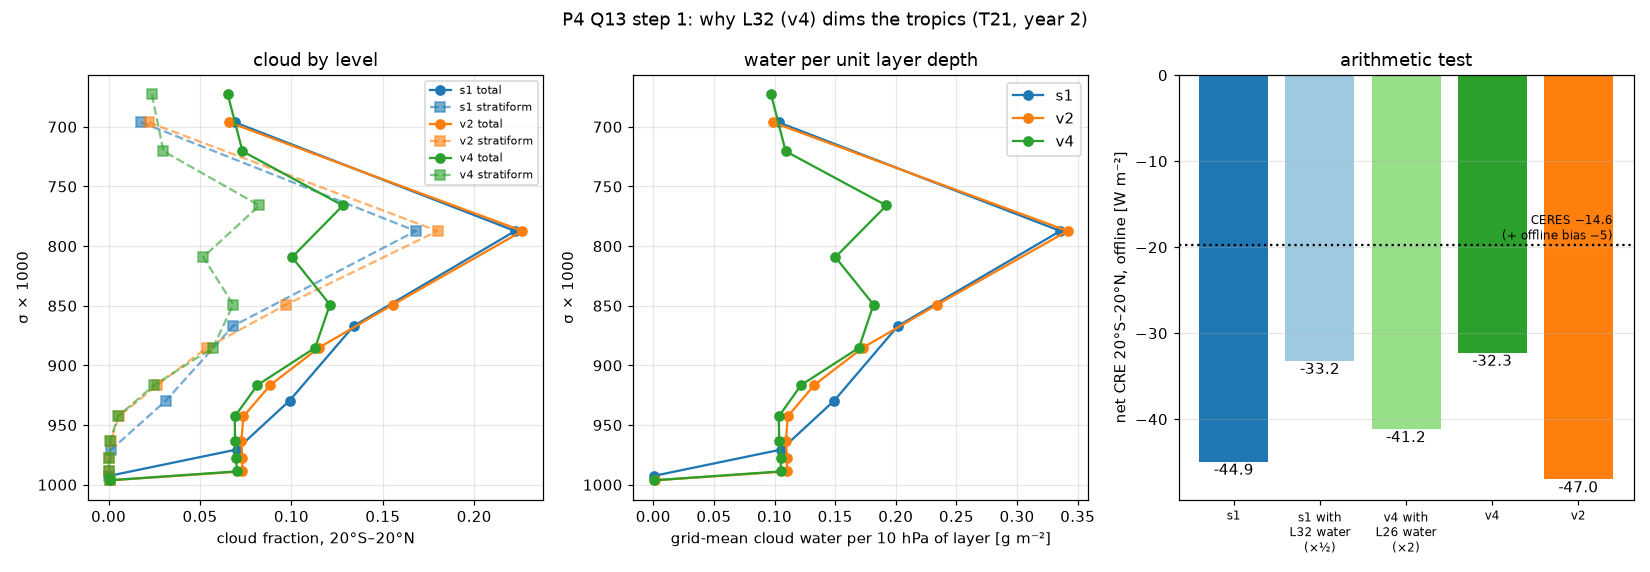 P4 Q13 step 1: why L32 (v4) dims the tropics (T21, year 2)
cloud by level
s1 total
s1 stratiform
v2 total
v2 stratiform
v4 total
v4 stratiform
700
750
800
850
900
950
1000
σ × 1000
0.00
0.05
0.10
0.15
0.20
cloud fraction, 20°S–20°N
water per unit layer depth
s1
v2
v4
700
750
800
850
900
950
1000
σ × 1000
0.00
0.05
0.10
0.15
0.20
0.25
0.30
0.35
grid-mean cloud water per 10 hPa of layer [g m⁻²]
arithmetic test
0
−10
−20
−30
−40
net CRE 20°S–20°N, offline [W m⁻²]
CERES −14.6
(+ offline bias −5)
-44.9
-33.2
-41.2
-32.3
-47.0
s1
s1 with
L32 water
(×½)
v4 with
L26 water
(×2)
v4
v2